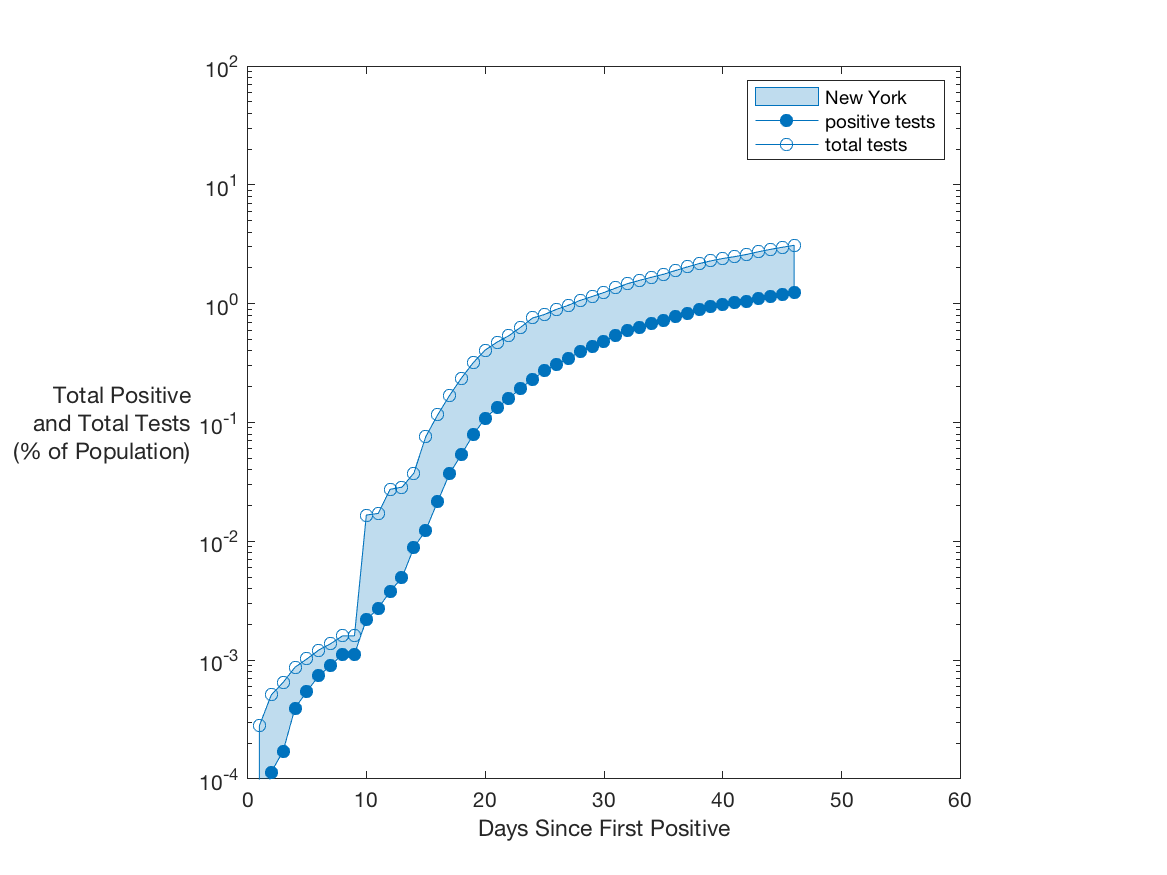 10^2
10^1
10^0
10^-1
10^-2
10^-3
10^-4
New York
positive tests
total tests
Total Positive
and Total Tests
(% of Population)
0 10 20 30 40 50 60
Days Since First Positive